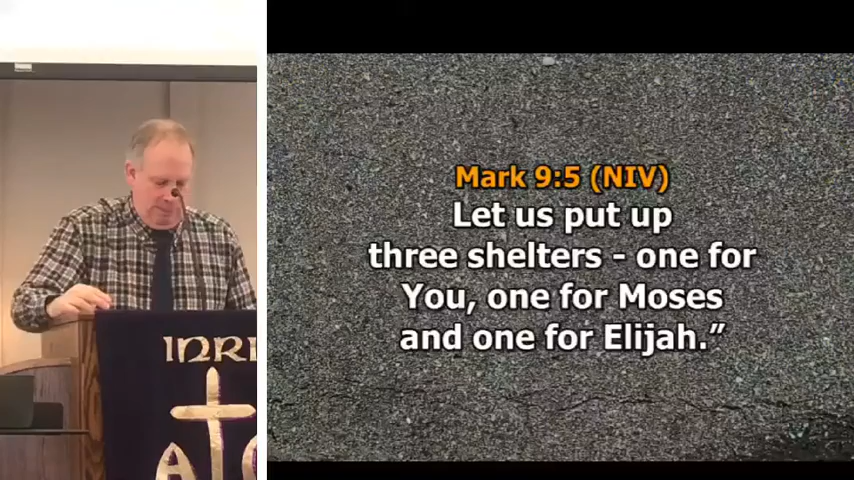 INRI
Mark 9:5 (NIV)
Let us put up
three shelters - one for
You, one for Moses
and one for Elijah.”